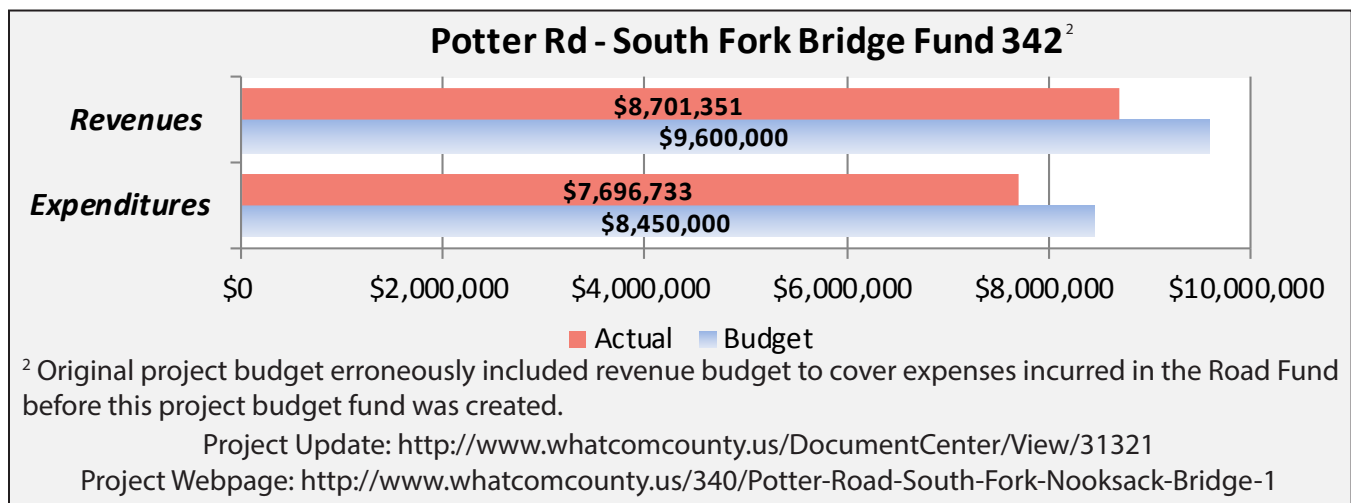 Potter Rd - South Fork Bridge Fund 342²
Revenues
$8,701,351
$9,600,000
Expenditures
$7,696,733
$8,450,000
$0 $2,000,000 $4,000,000 $6,000,000 $8,000,000 $10,000,000
Actual Budget
² Original project budget erroneously included revenue budget to cover expenses incurred in the Road Fund
before this project budget fund was created.
Project Update: http://www.whatcomcounty.us/DocumentCenter/View/31321
Project Webpage: http://www.whatcomcounty.us/340/Potter-Road-South-Fork-Nooksack-Bridge-1